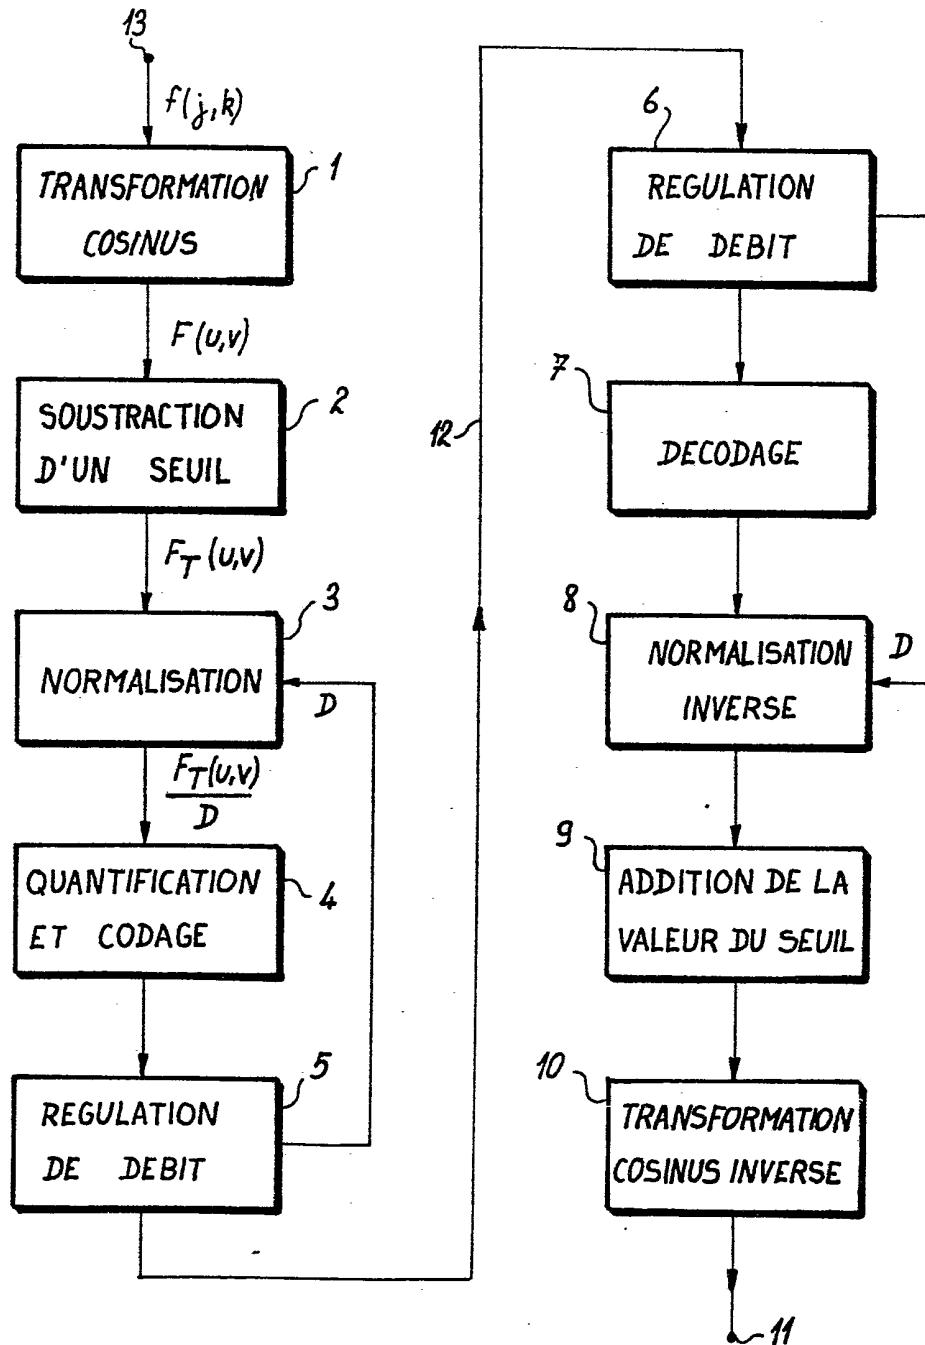 13
f(j,k)
1
TRANSFORMATION
COSINUS
F(u,v)
2
SOUSTRACTION
D'UN SEUIL
F_T(u,v)
3
NORMALISATION
D
F_T(u,v)
D
4
QUANTIFICATION
ET CODAGE
5
REGULATION
DE DEBIT
12
6
REGULATION
DE DEBIT
7
DECODAGE
8
NORMALISATION
INVERSE
D
9
ADDITION DE LA
VALEUR DU SEUIL
10
TRANSFORMATION
COSINUS INVERSE
11